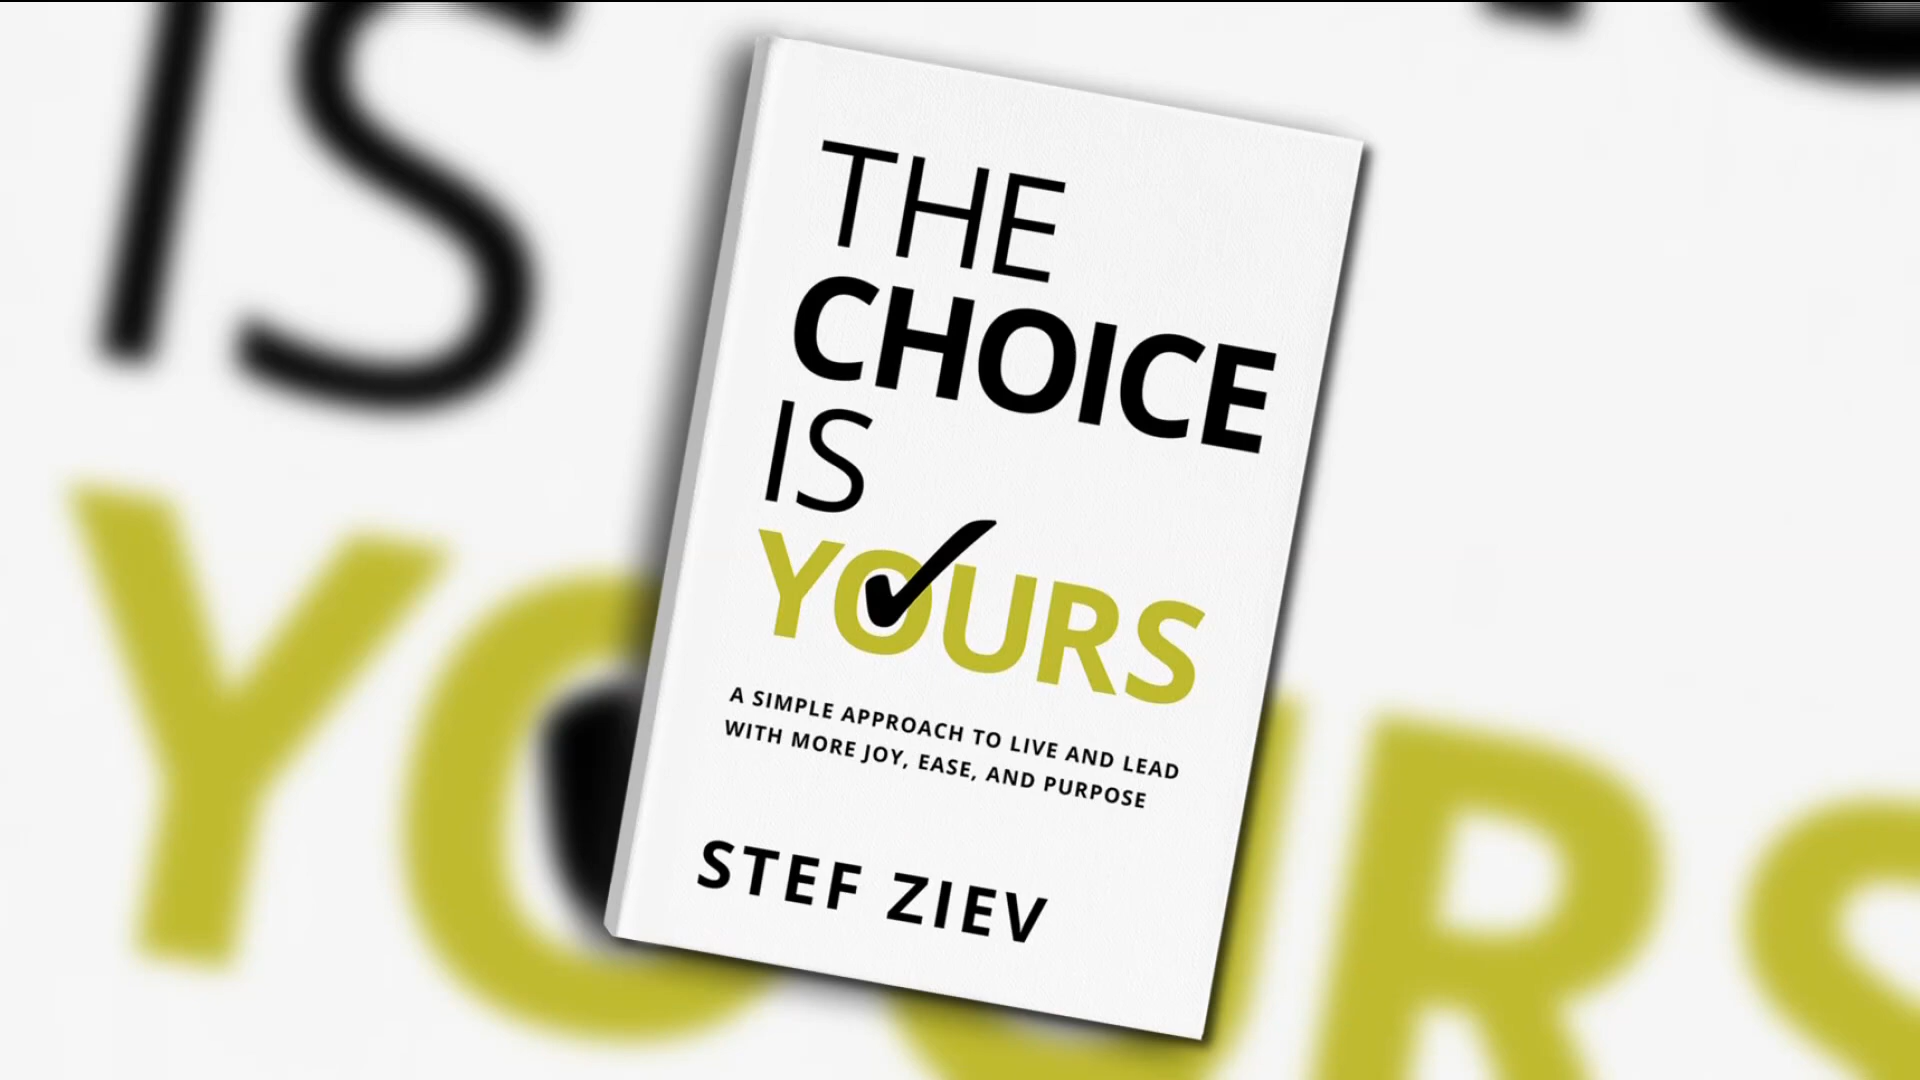 THE
CHOICE
IS
YOURS
A SIMPLE APPROACH TO LIVE AND LEAD
WITH MORE JOY, EASE, AND PURPOSE
STEF ZIEV
IS
YOURS